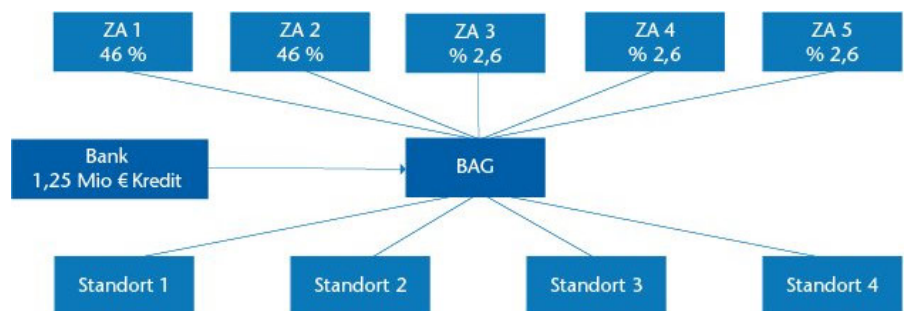 ZA 1
46 %
ZA 2
46 %
ZA 3
% 2,6
ZA 4
% 2,6
ZA 5
% 2,6
Bank
1,25 Mio € Kredit
BAG
Standort 1
Standort 2
Standort 3
Standort 4